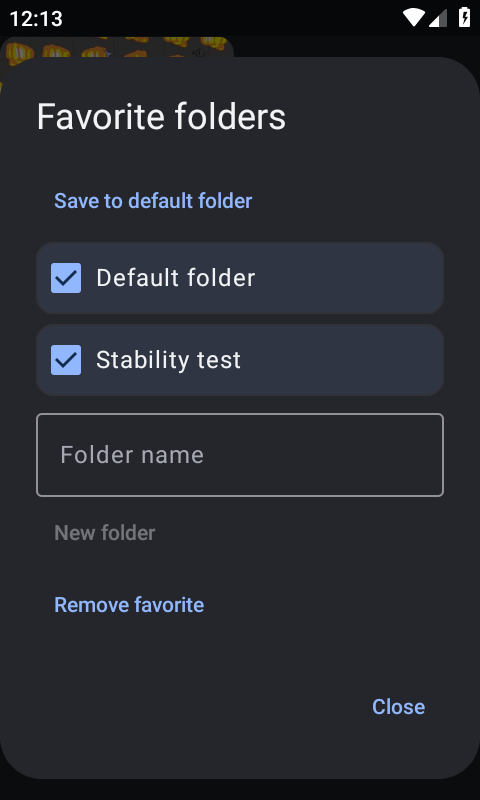 12:13
Favorite folders
Save to default folder
Default folder
Stability test
Folder name
New folder
Remove favorite
Close